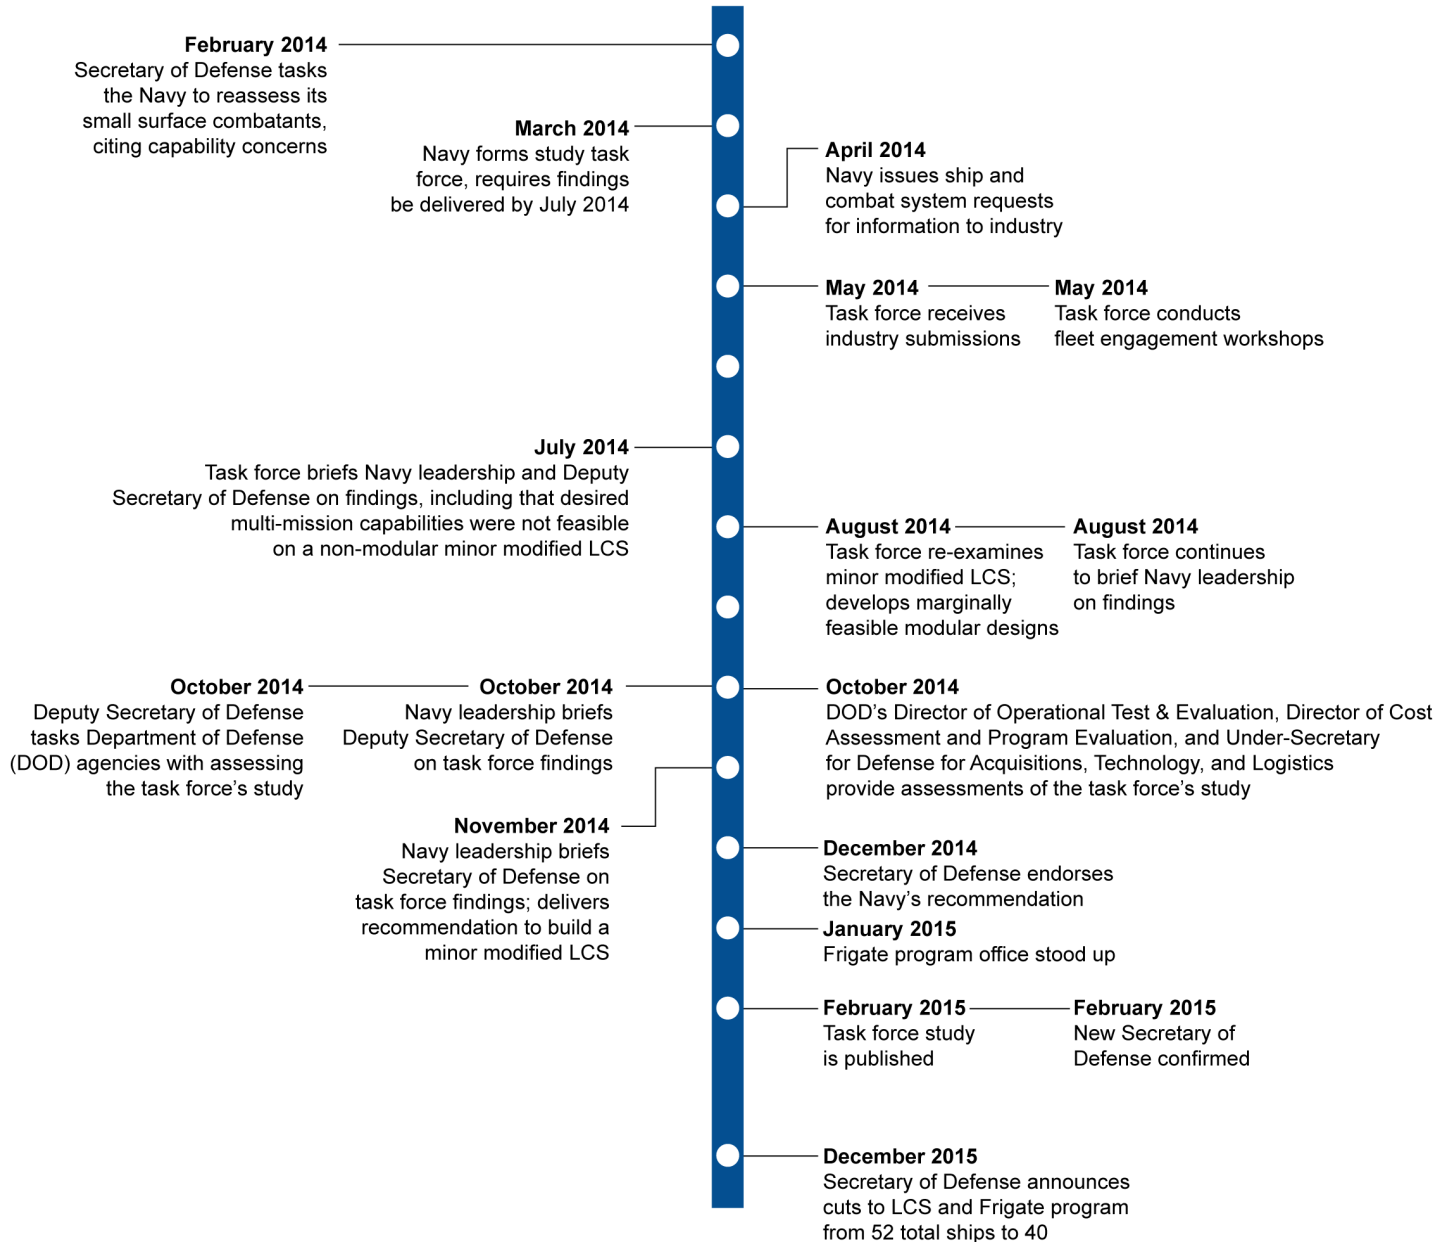 February 2014
Secretary of Defense tasks
the Navy to reassess its
small surface combatants,
citing capability concerns
March 2014
Navy forms study task
force, requires findings
be delivered by July 2014
April 2014
Navy issues ship and
combat system requests
for information to industry
May 2014
Task force receives
industry submissions
May 2014
Task force conducts
fleet engagement workshops
July 2014
Task force briefs Navy leadership and Deputy
Secretary of Defense on findings, including that desired
multi-mission capabilities were not feasible
on a non-modular minor modified LCS
August 2014
Task force re-examines
minor modified LCS;
develops marginally
feasible modular designs
August 2014
Task force continues
to brief Navy leadership
on findings
October 2014
Deputy Secretary of Defense
tasks Department of Defense
(DOD) agencies with assessing
the task force's study
October 2014
Navy leadership briefs
Deputy Secretary of Defense
on task force findings
October 2014
DOD's Director of Operational Test & Evaluation, Director of Cost
Assessment and Program Evaluation, and Under-Secretary
for Defense for Acquisitions, Technology, and Logistics
provide assessments of the task force's study
November 2014
Navy leadership briefs
Secretary of Defense on
task force findings; delivers
recommendation to build a
minor modified LCS
December 2014
Secretary of Defense endorses
the Navy's recommendation
January 2015
Frigate program office stood up
February 2015
Task force study
is published
February 2015
New Secretary of
Defense confirmed
December 2015
Secretary of Defense announces
cuts to LCS and Frigate program
from 52 total ships to 40